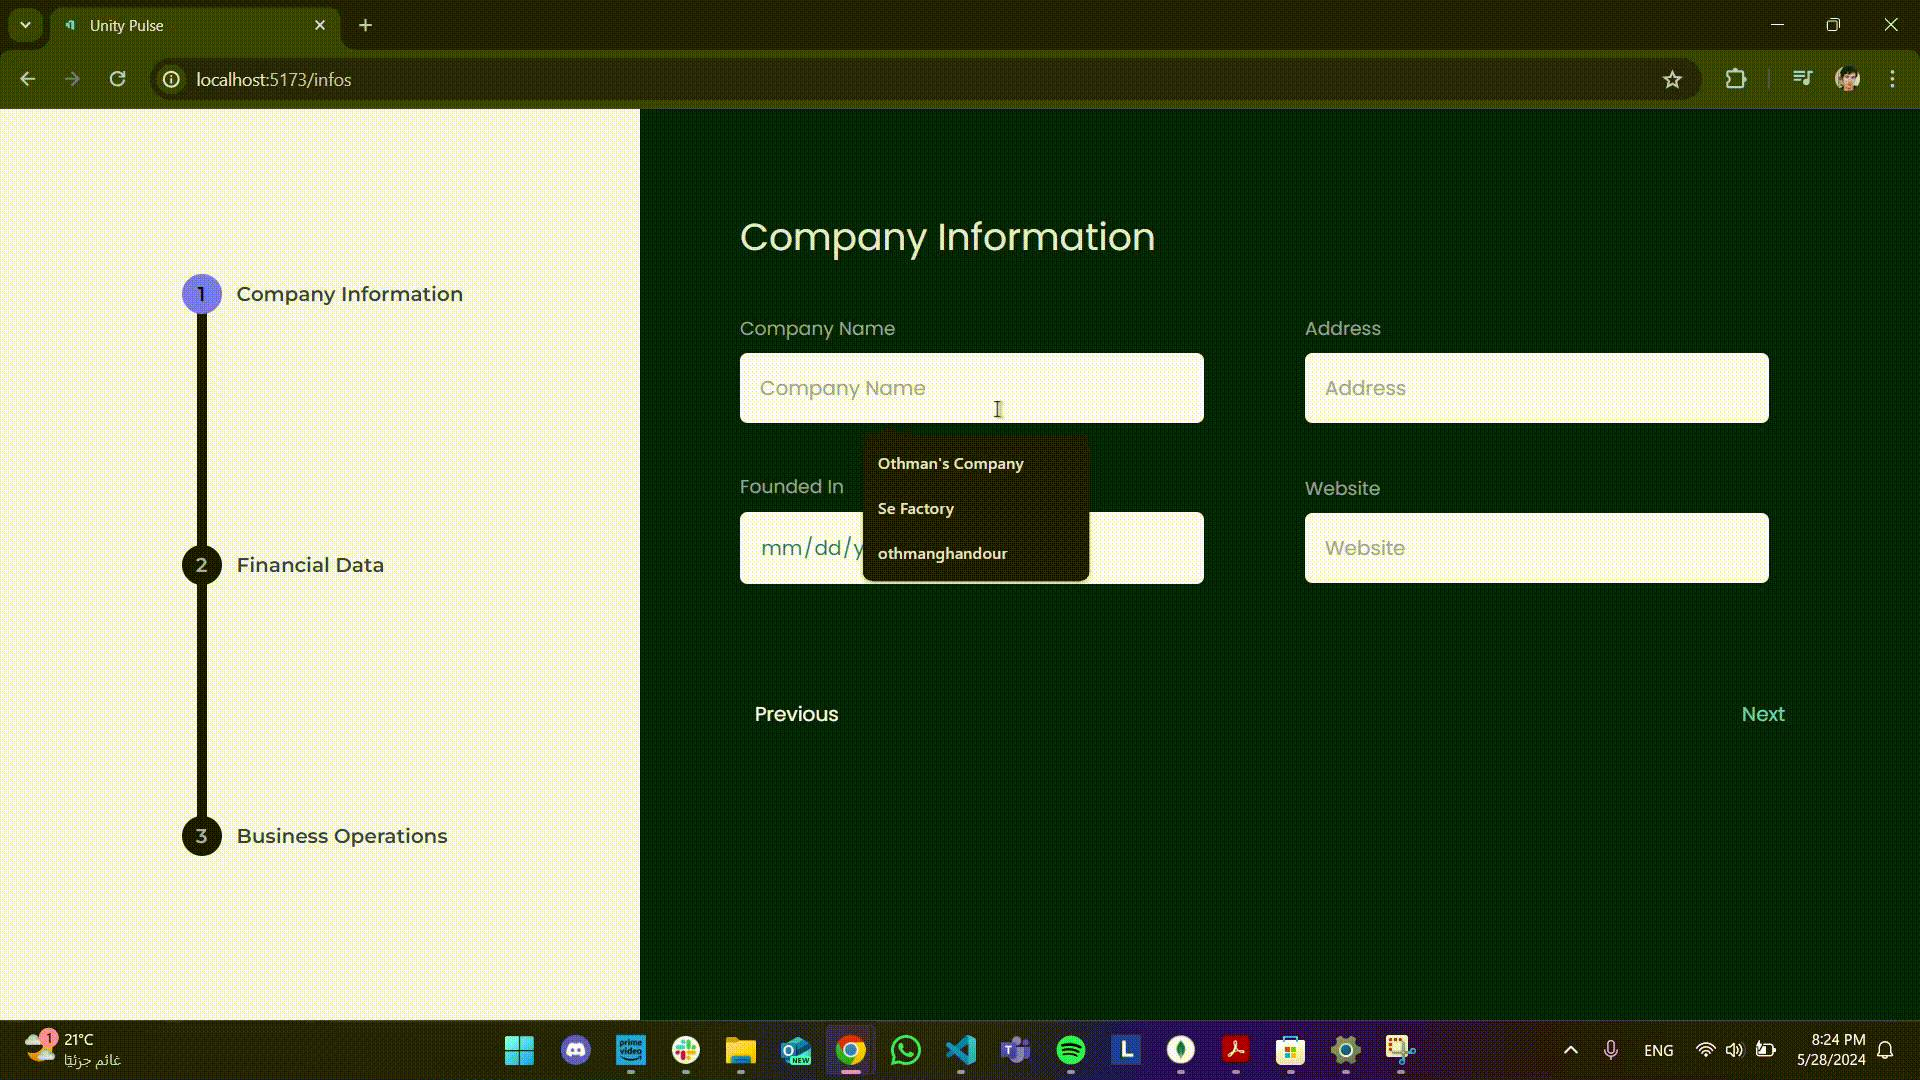 Unity Pulse
localhost:5173/infos
1 Company Information
2 Financial Data
3 Business Operations
Company Information
Company Name
Address
Company Name
Address
Othman's Company
Se Factory
othmanghandour
Founded In
Website
mm/dd/y
Website
Previous
Next
1
21°C
غائم جزئيًا
prime video
NEW
L
ENG
8:24 PM
5/28/2024